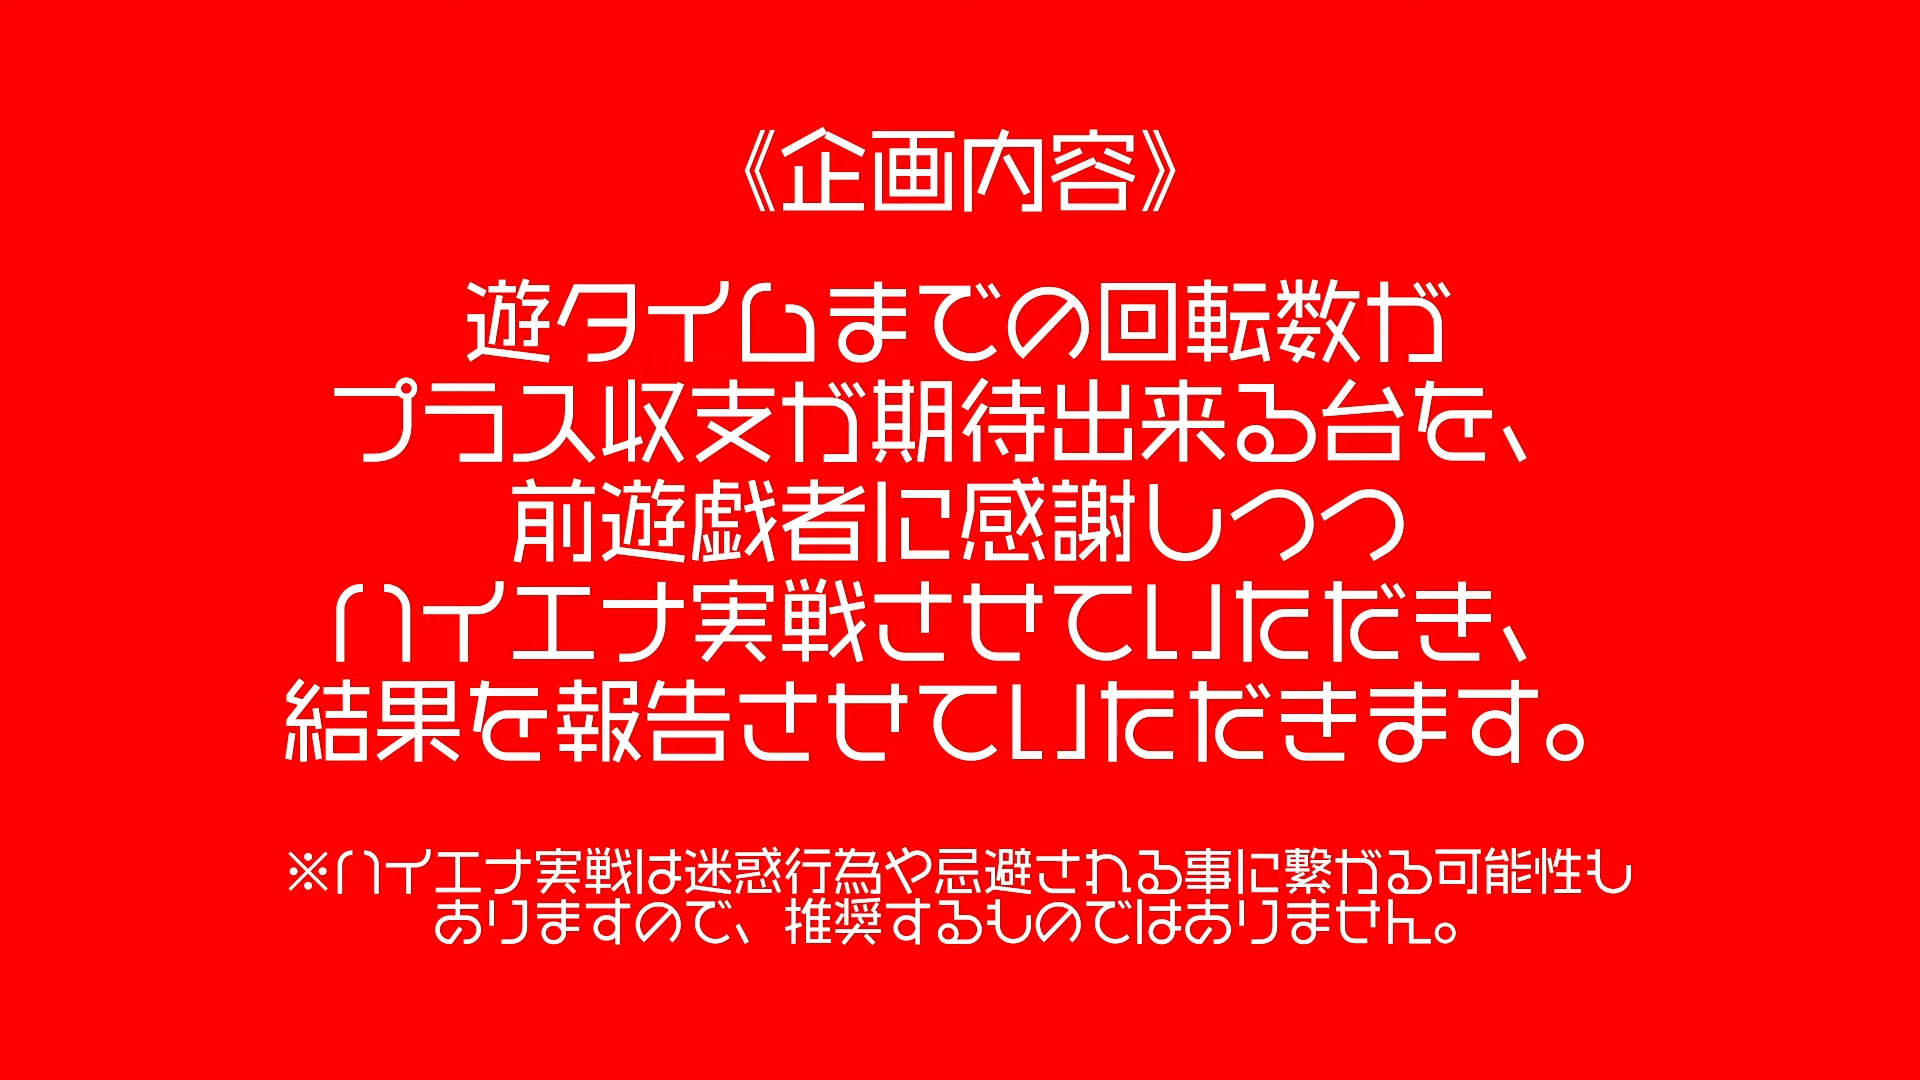 《企画内容》
遊タイムまでの回転数が
プラス収支が期待出来る台を、
前遊戯者に感謝しつつ
ハイエナ実戦させていただき、
結果を報告させていただきます。
※ハイエナ実戦は迷惑行為や忌避される事に繋がる可能性も
ありますので、推奨するものではありません。